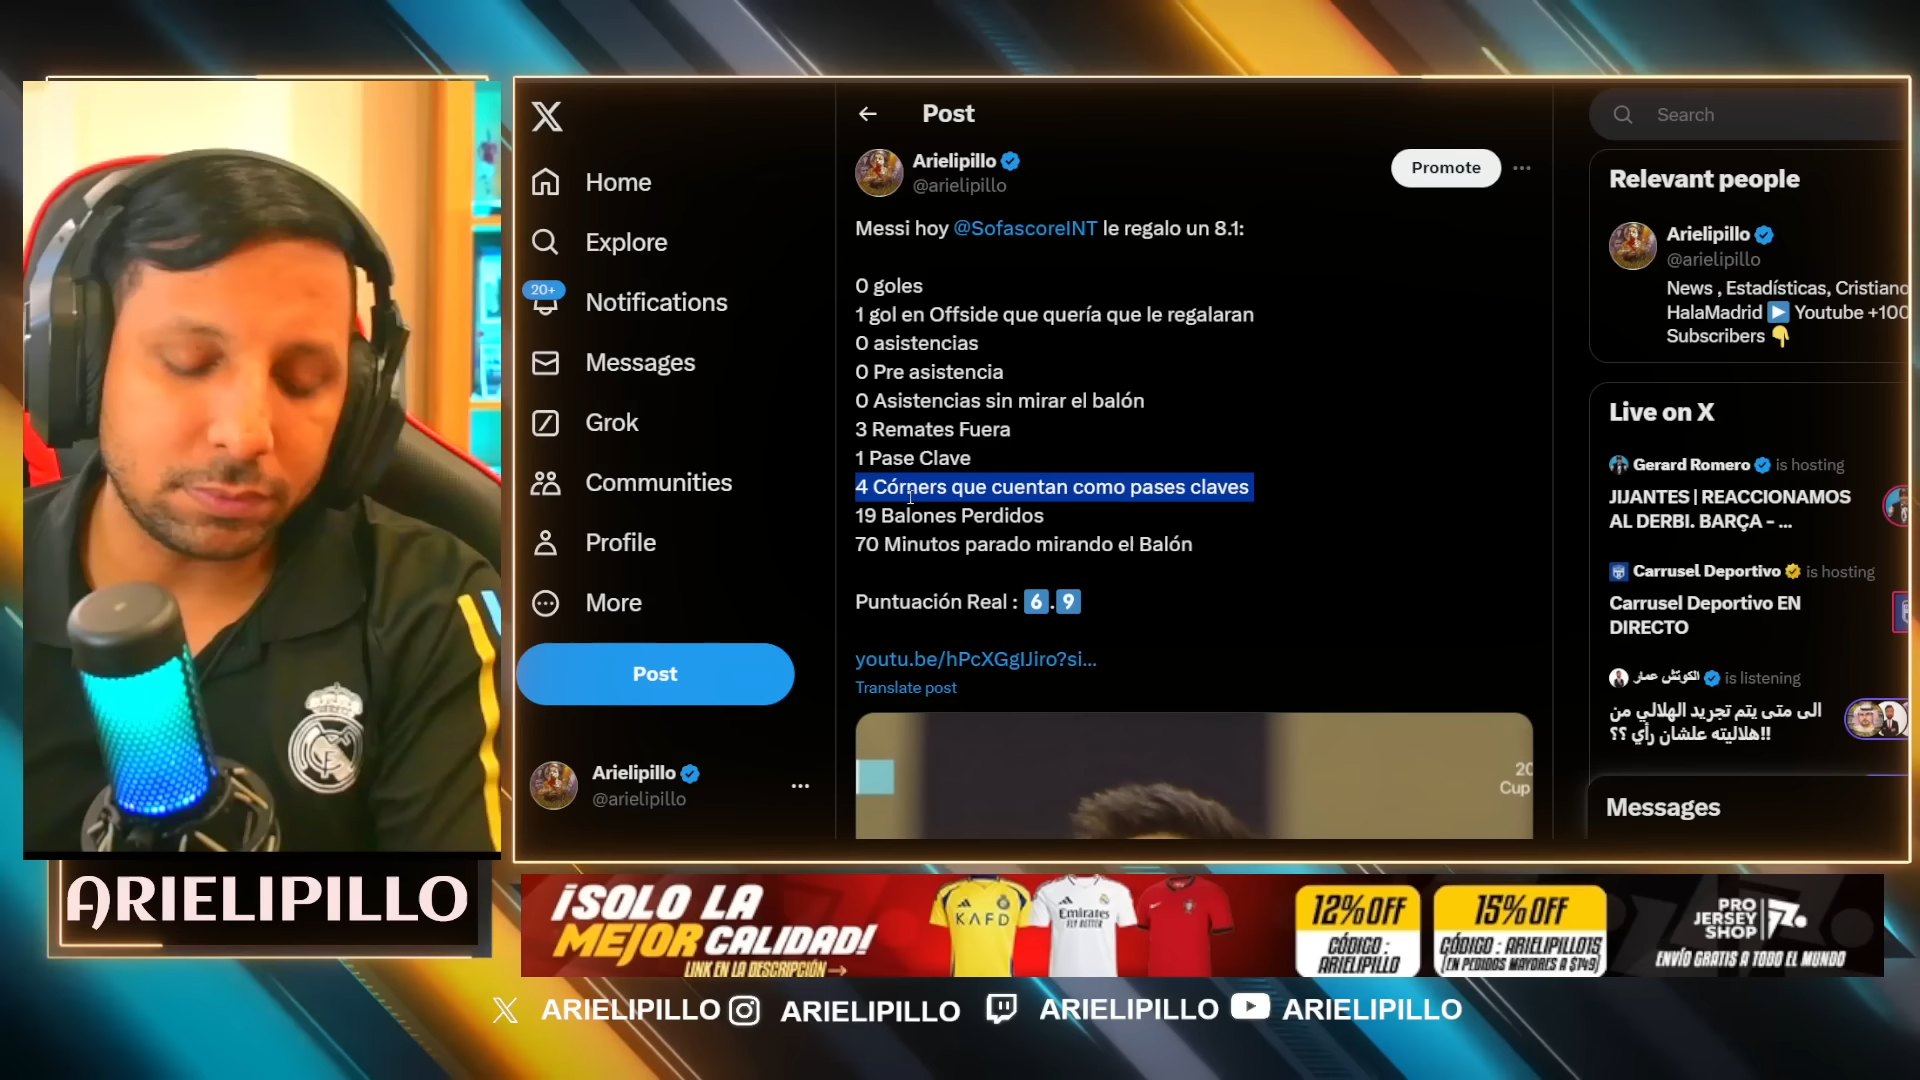 Home
Explore
20+
Notifications
Messages
Grok
Communities
Profile
More
Post
Arielipillo
@arielipillo
Post
Arielipillo
@arielipillo
Promote
Messi hoy @SofascoreINT le regalo un 8.1:
0 goles
1 gol en Offside que quería que le regalaran
0 asistencias
0 Pre asistencia
0 Asistencias sin mirar el balón
3 Remates Fuera
1 Pase Clave
4 Córners que cuentan como pases claves
19 Balones Perdidos
70 Minutos parado mirando el Balón
Puntuación Real : 6.9
youtu.be/hPcXGgIJiro?si...
Translate post
20
Cup
Search
Relevant people
Arielipillo
@arielipillo
News , Estadísticas, Cristiano
HalaMadrid Youtube +100
Subscribers
Live on X
Gerard Romero is hosting
JIJANTES | REACCIONAMOS
AL DERBI. BARÇA - ...
Carrusel Deportivo is hosting
Carrusel Deportivo EN
DIRECTO
الكوتش عمار is listening
الى متى يتم تجريد الهلالي من
هلاليته علشان رأي ؟؟!!
Messages
ARIELIPILLO
¡SOLO LA
MEJOR CALIDAD!
LINK EN LA DESCRIPCIÓN
KAFD
Emirates
FLY BETTER
12% OFF
CÓDIGO :
ARIELIPILLO
15% OFF
CÓDIGO : ARIELIPILLO15
(EN PEDIDOS MAYORES A $149)
PRO
JERSEY
SHOP
ENVÍO GRATIS A TODO EL MUNDO
ARIELIPILLO
ARIELIPILLO
ARIELIPILLO
ARIELIPILLO